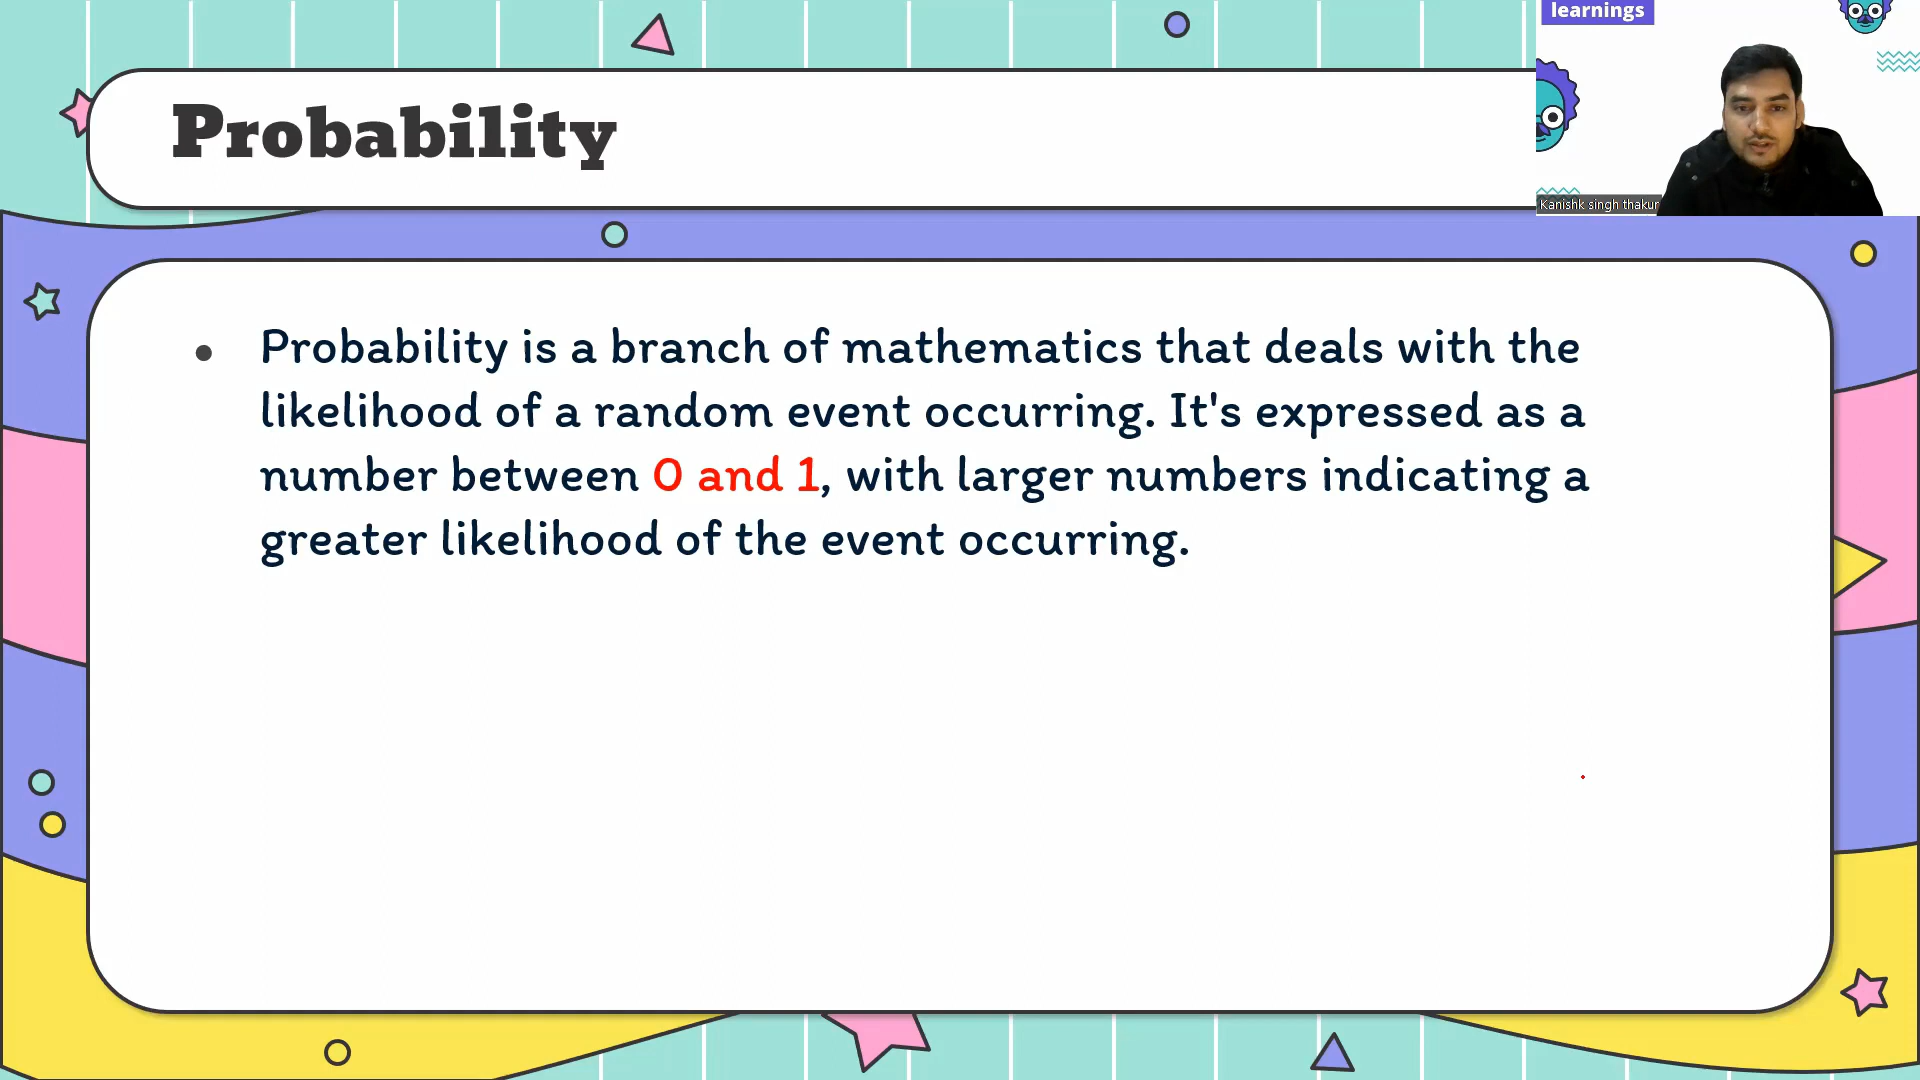 learnings
Probability
Kanishk singh thakur
Probability is a branch of mathematics that deals with the
likelihood of a random event occurring. It's expressed as a
number between 0 and 1, with larger numbers indicating a
greater likelihood of the event occurring.